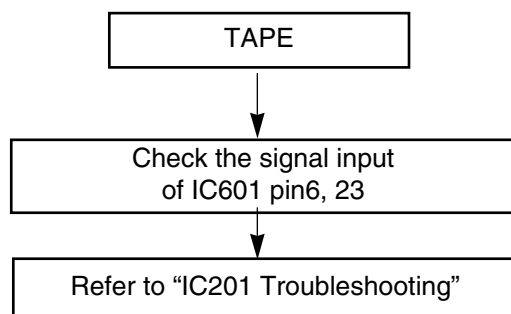 TAPE
Check the signal input
of IC601 pin6, 23
Refer to “IC201 Troubleshooting”